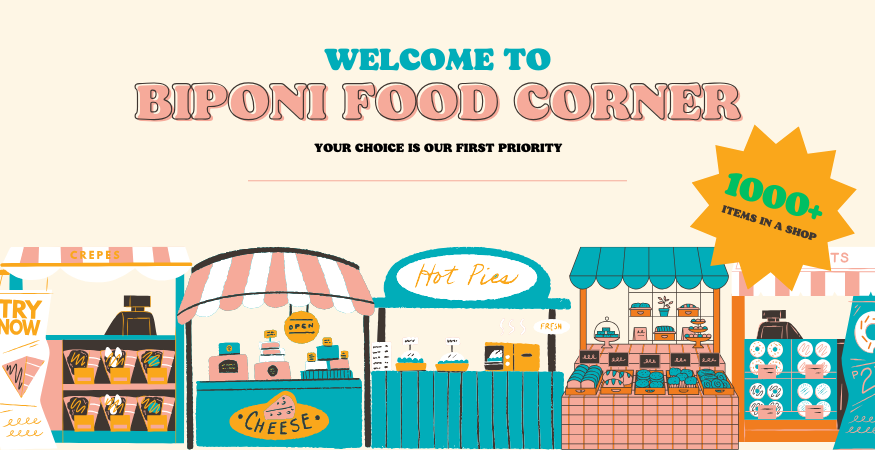 WELCOME TO
BIPONI FOOD CORNER
YOUR CHOICE IS OUR FIRST PRIORITY
1000+
ITEMS IN A SHOP
CREPES
Hot Pies
TS
TRY
NOW
OPEN
FRESH
CHEESE